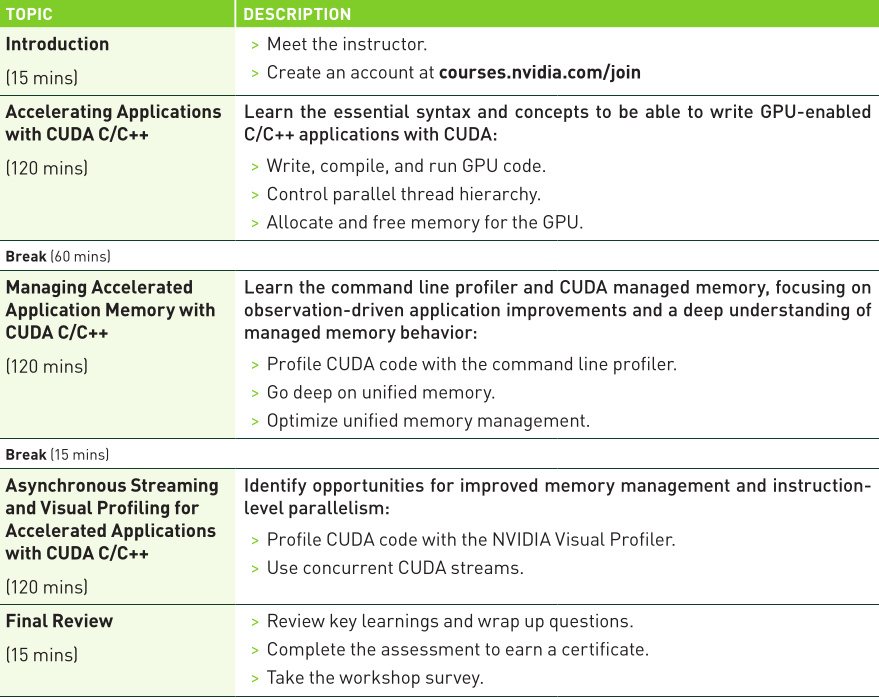 TOPIC DESCRIPTION
Introduction
(15 mins)
> Meet the instructor.
> Create an account at courses.nvidia.com/join
Accelerating Applications
with CUDA C/C++
(120 mins)
Learn the essential syntax and concepts to be able to write GPU-enabled
C/C++ applications with CUDA:
> Write, compile, and run GPU code.
> Control parallel thread hierarchy.
> Allocate and free memory for the GPU.
Break (60 mins)
Managing Accelerated
Application Memory with
CUDA C/C++
(120 mins)
Learn the command line profiler and CUDA managed memory, focusing on
observation-driven application improvements and a deep understanding of
managed memory behavior:
> Profile CUDA code with the command line profiler.
> Go deep on unified memory.
> Optimize unified memory management.
Break (15 mins)
Asynchronous Streaming
and Visual Profiling for
Accelerated Applications
with CUDA C/C++
(120 mins)
Identify opportunities for improved memory management and instruction-
level parallelism:
> Profile CUDA code with the NVIDIA Visual Profiler.
> Use concurrent CUDA streams.
Final Review
(15 mins)
> Review key learnings and wrap up questions.
> Complete the assessment to earn a certificate.
> Take the workshop survey.